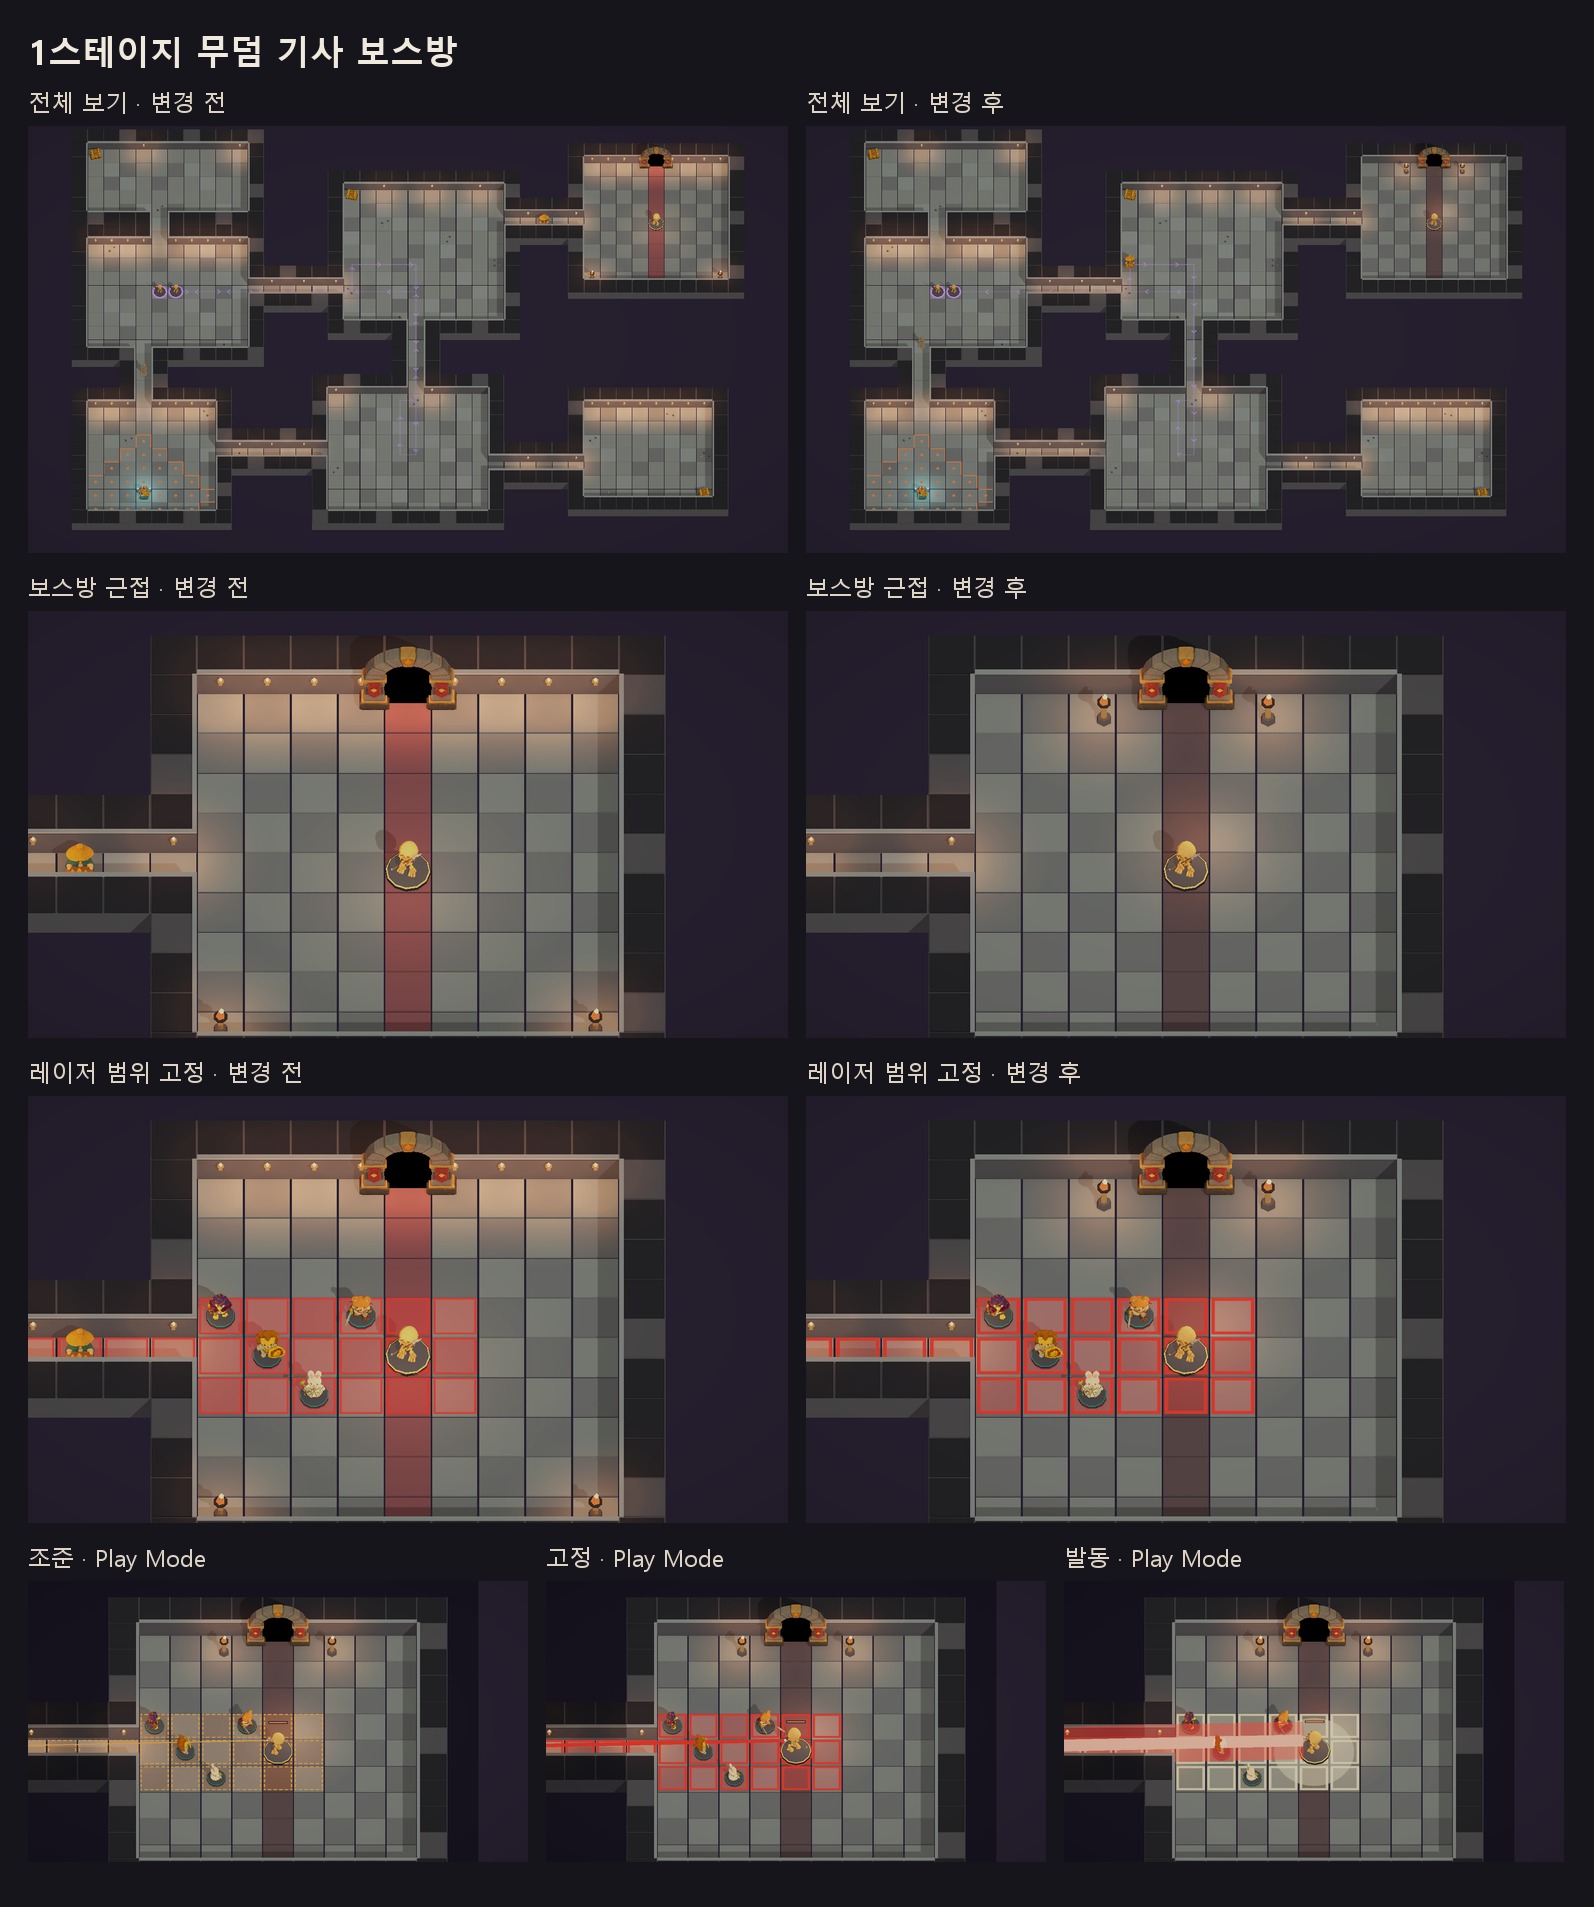 1스테이지 무덤 기사 보스방
전체 보기 · 변경 전
전체 보기 · 변경 후
보스방 근접 · 변경 전
보스방 근접 · 변경 후
레이저 범위 고정 · 변경 전
레이저 범위 고정 · 변경 후
조준 · Play Mode
고정 · Play Mode
발동 · Play Mode